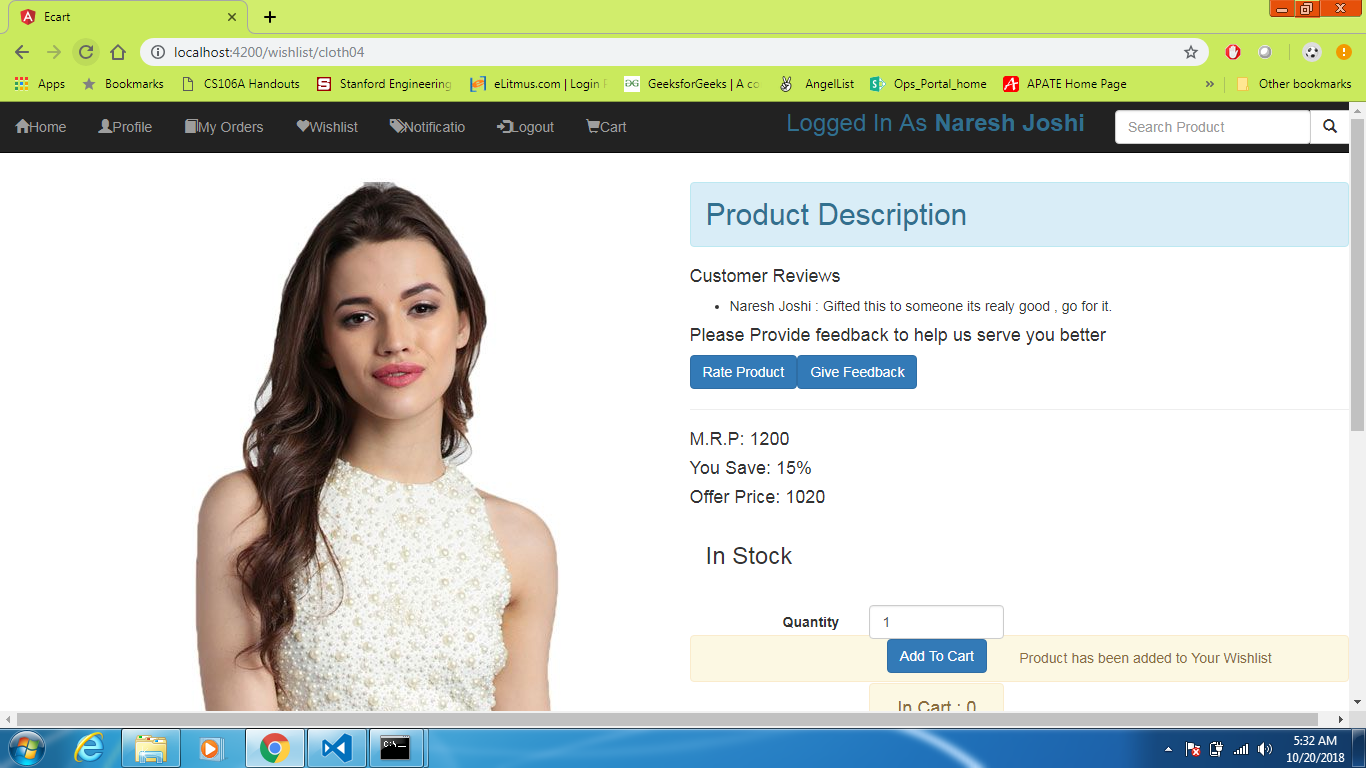 Ecart
localhost:4200/wishlist/cloth04
Apps Bookmarks CS106A Handouts Stanford Engineering eLitmus.com | Login GeeksforGeeks | A co AngelList Ops_Portal_home APATE Home Page » Other bookmarks
Home Profile My Orders Wishlist Notificatio Logout Cart Logged In As Naresh Joshi Search Product
Product Description
Customer Reviews
• Naresh Joshi : Gifted this to someone its realy good , go for it.
Please Provide feedback to help us serve you better
Rate Product Give Feedback
M.R.P: 1200
You Save: 15%
Offer Price: 1020
In Stock
Quantity 1
Add To Cart Product has been added to Your Wishlist
In Cart : 0
5:32 AM
10/20/2018